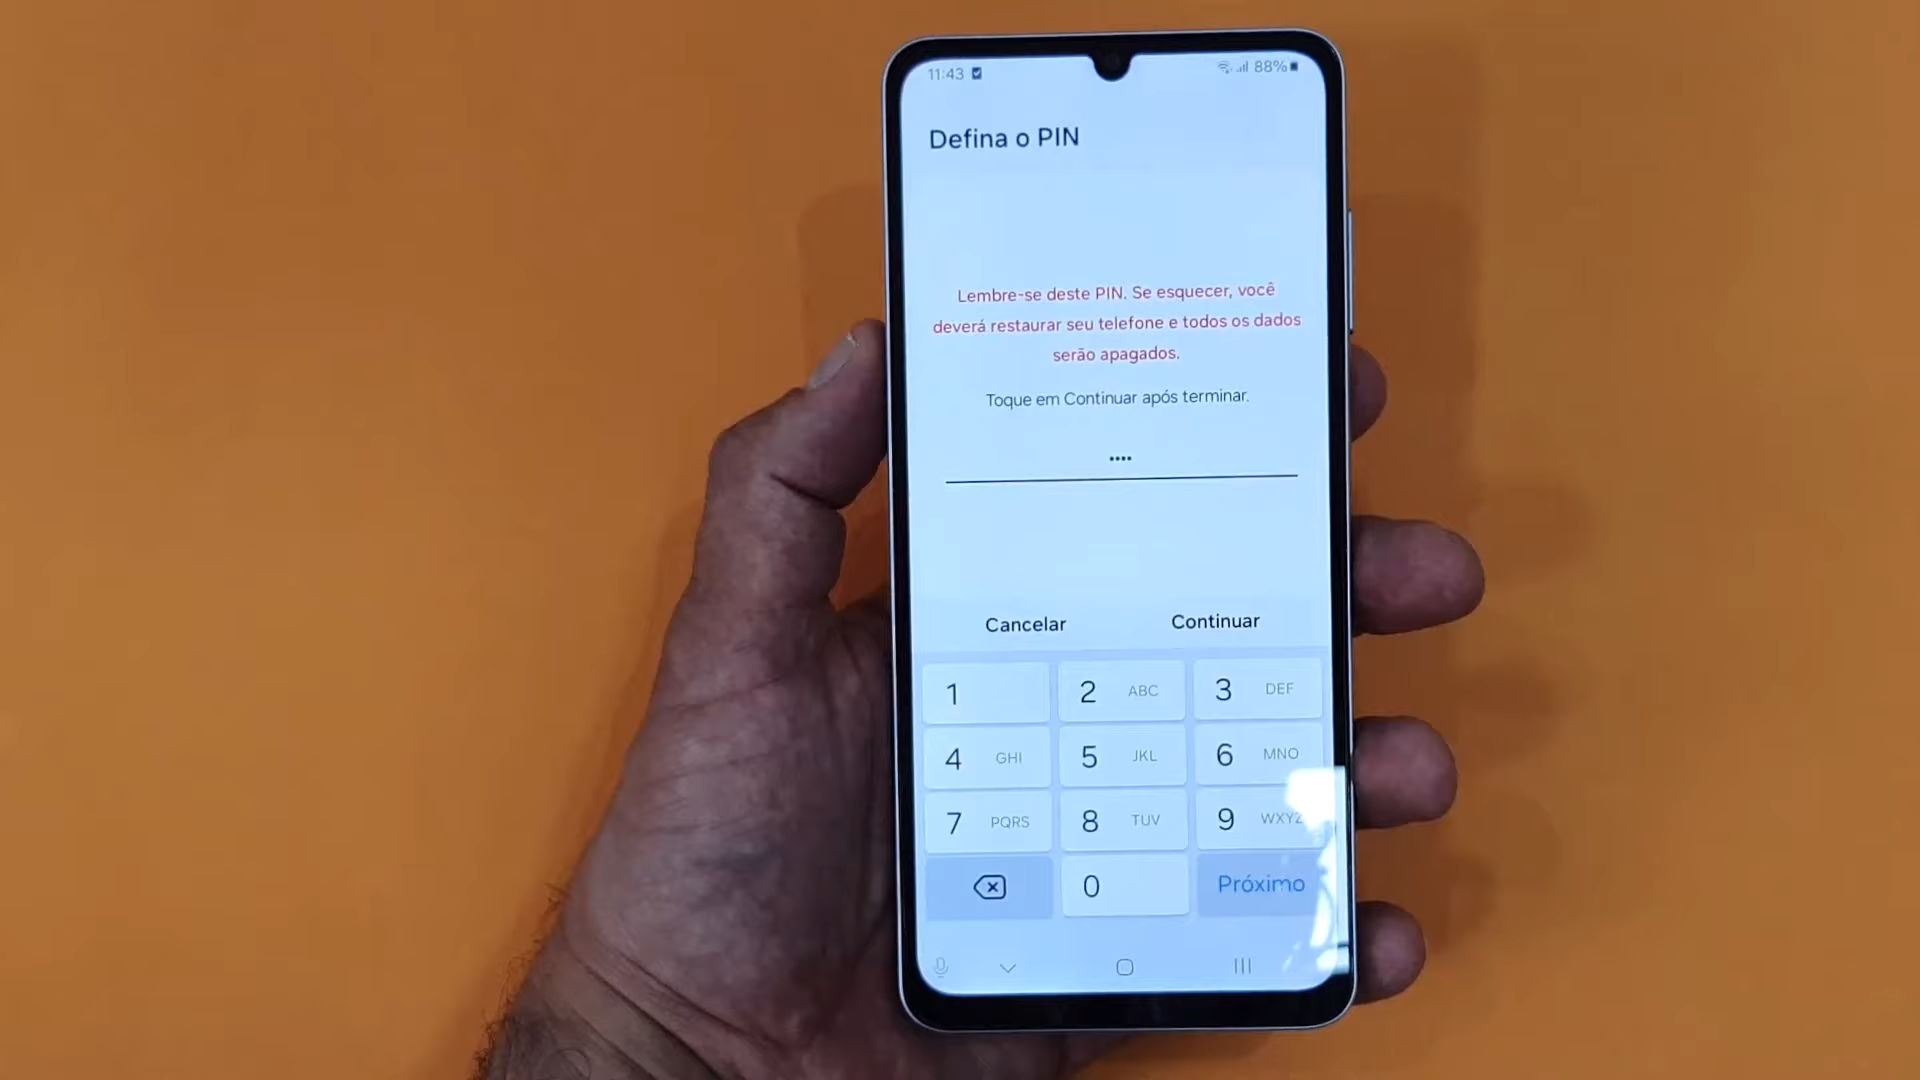 11:43 88%
Defina o PIN
Lembre-se deste PIN. Se esquecer, você
deverá restaurar seu telefone e todos os dados
serão apagados.
Toque em Continuar após terminar.
••••
Cancelar Continuar
1 2 ABC 3 DEF
4 GHI 5 JKL 6 MNO
7 PQRS 8 TUV 9 WXYZ
0 Próximo